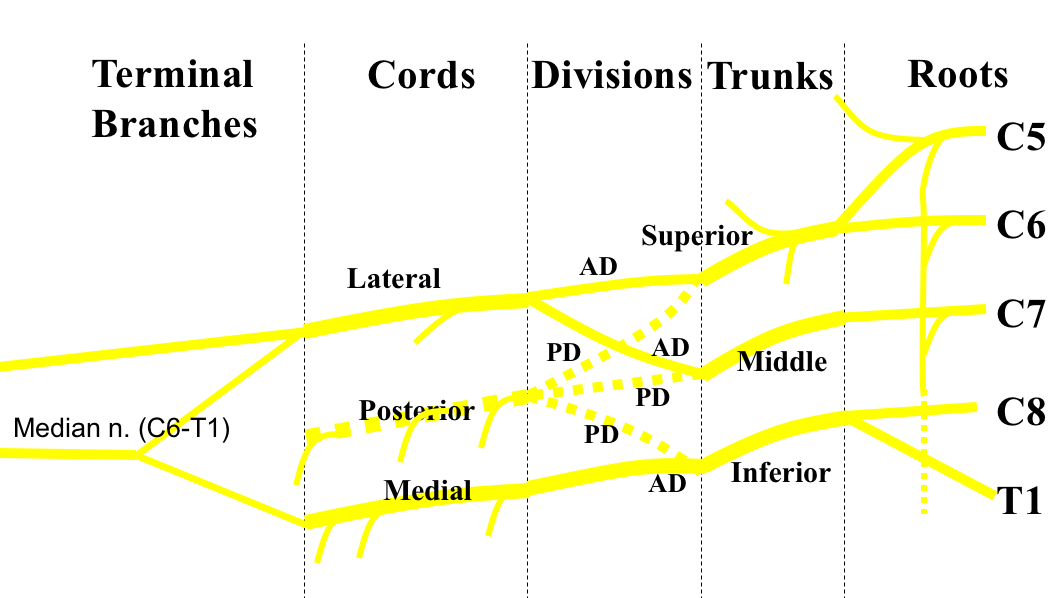 Terminal
Branches
Cords
Divisions
Trunks
Roots
C5
C6
Superior
AD
Lateral
C7
PD
AD
Middle
PD
Posterior
C8
Median n. (C6-T1)
PD
Inferior
AD
Medial
T1